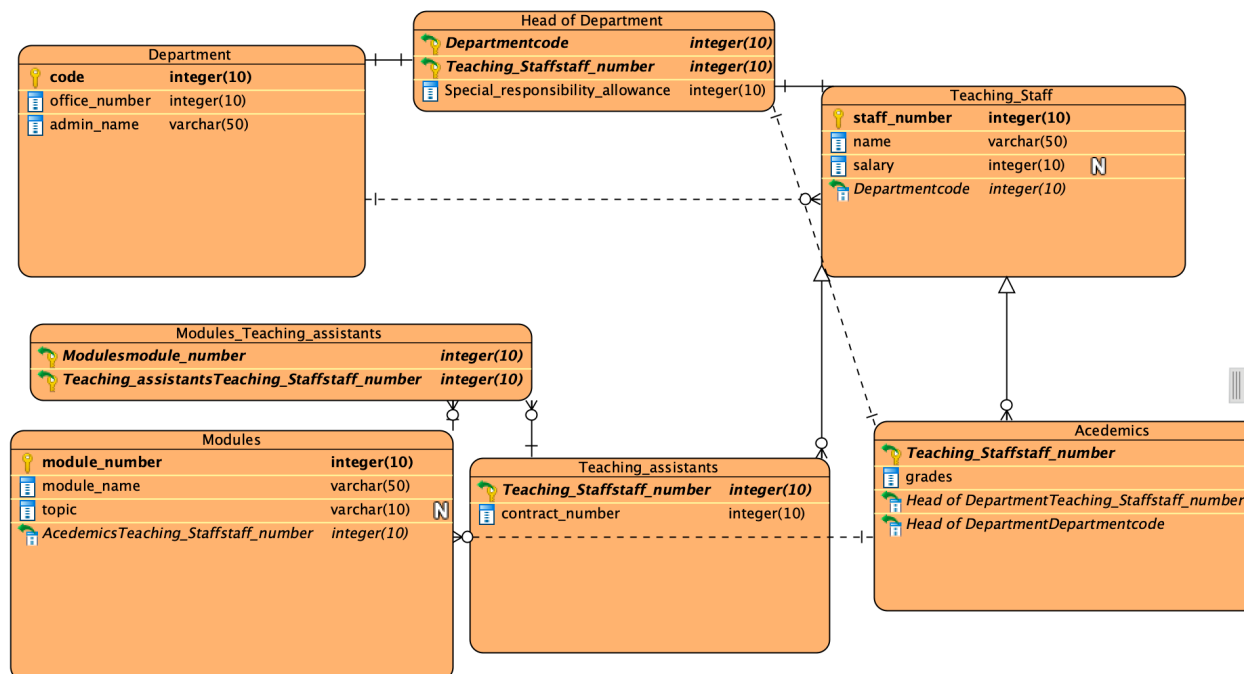 Head of Department
Departmentcode integer(10)
Teaching_Staffstaff_number integer(10)
Special_responsibility_allowance integer(10)
Department
code integer(10)
office_number integer(10)
admin_name varchar(50)
Teaching_Staff
staff_number integer(10)
name varchar(50)
salary integer(10) N
Departmentcode integer(10)
Modules_Teaching_assistants
Modulesmodule_number integer(10)
Teaching_assistantsTeaching_Staffstaff_number integer(10)
Modules
module_number integer(10)
module_name varchar(50)
topic varchar(10) N
AcedemicsTeaching_Staffstaff_number integer(10)
Teaching_assistants
Teaching_Staffstaff_number integer(10)
contract_number integer(10)
Acedemics
Teaching_Staffstaff_number
grades
Head of DepartmentTeaching_Staffstaff_number
Head of DepartmentDepartmentcode